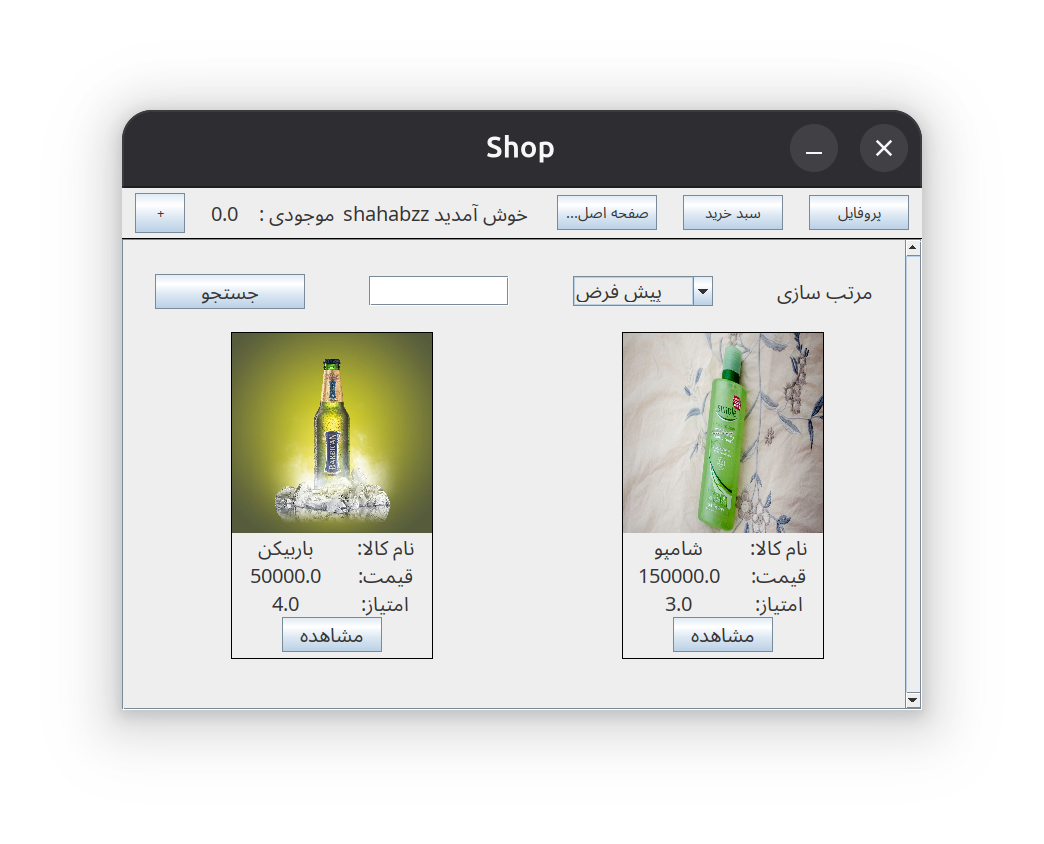 Shop
پروفایل
سبد خرید
صفحه اصل...
خوش آمدید shahabzz موجودی : 0.0
+
مرتب سازی
پیش فرض
جستجو
نام کالا: شامپو
قیمت: 150000.0
امتیاز: 3.0
مشاهده
BARBICAN
نام کالا: باربیکن
قیمت: 50000.0
امتیاز: 4.0
مشاهده